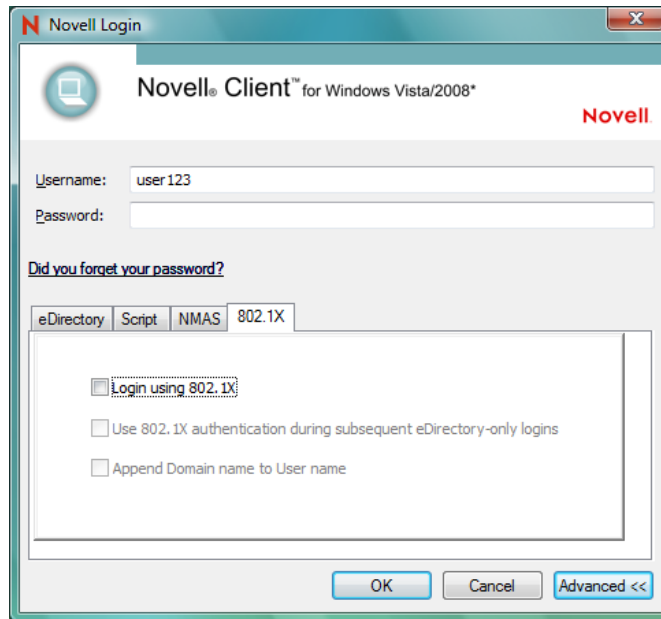 Novell Login
Novell® Client™ for Windows Vista/2008*
Novell.
Username: user123
Password:
Did you forget your password?
eDirectory Script NMAS 802.1X
Login using 802.1X
Use 802.1X authentication during subsequent eDirectory-only logins
Append Domain name to User name
OK Cancel Advanced <<